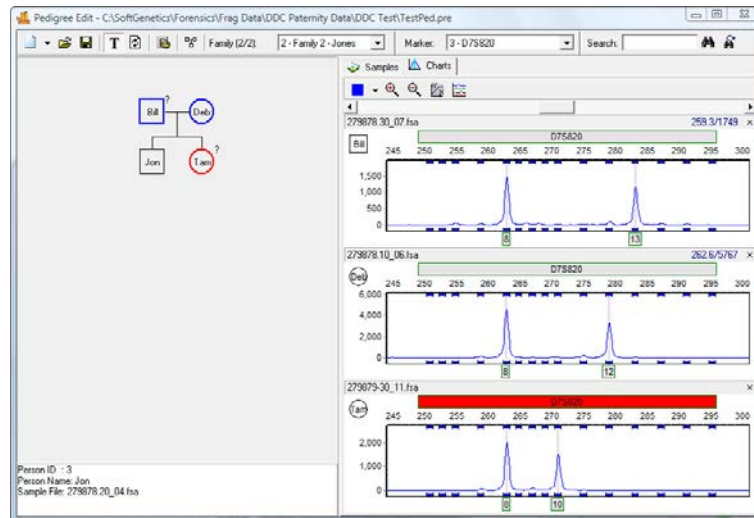 Pedigree Edit - C:\SoftGenetics\Forensics\Frag Data\DDC Paternity Data\DDC Test\TestPed.pre
T Family (2/2): 2 - Family 2 - Jones Marker: 3 - D7S820 Search:
Samples Charts
Bill ? Deb
Jon Tam ?
279878.30_07.fsa 259.3/1749
Bill
D7S820
245 250 255 260 265 270 275 280 285 290 295 300
1,500
1,000
500
0
8 13
279878.10_06.fsa 262.6/5767
Deb
D7S820
245 250 255 260 265 270 275 280 285 290 295 300
6,000
4,000
2,000
0
8 12
279879-30_11.fsa
Tam
D7S820
245 250 255 260 265 270 275 280 285 290 295 300
2,000
1,000
0
8 10
Person ID : 3
Person Name: Jon
Sample File: 279878.20_04.fsa